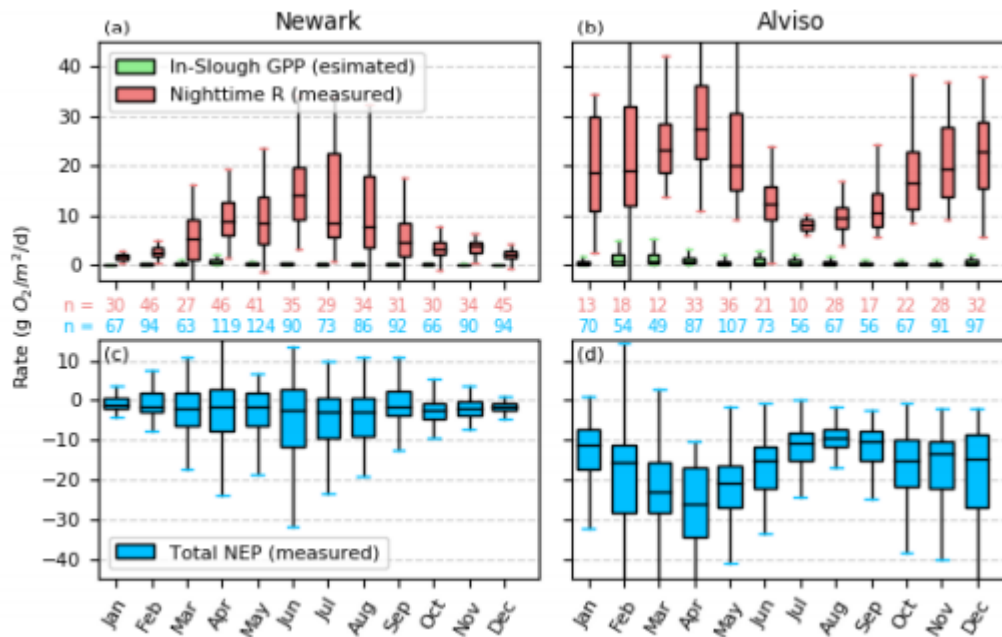 Newark
Alviso
(a)
(b)
In-Slough GPP (esimated)
Nighttime R (measured)
40
30
20
10
0
n = 30 46 27 46 41 35 29 34 31 30 34 45
13 18 12 33 36 21 10 28 17 22 28 32
n = 67 94 63 119 124 90 73 86 92 66 90 94
70 54 49 87 107 73 56 67 56 67 91 97
Rate (g O₂/m²/d)
(c)
(d)
10
0
−10
−20
−30
−40
Total NEP (measured)
Jan Feb Mar Apr May Jun Jul Aug Sep Oct Nov Dec
Jan Feb Mar Apr May Jun Jul Aug Sep Oct Nov Dec